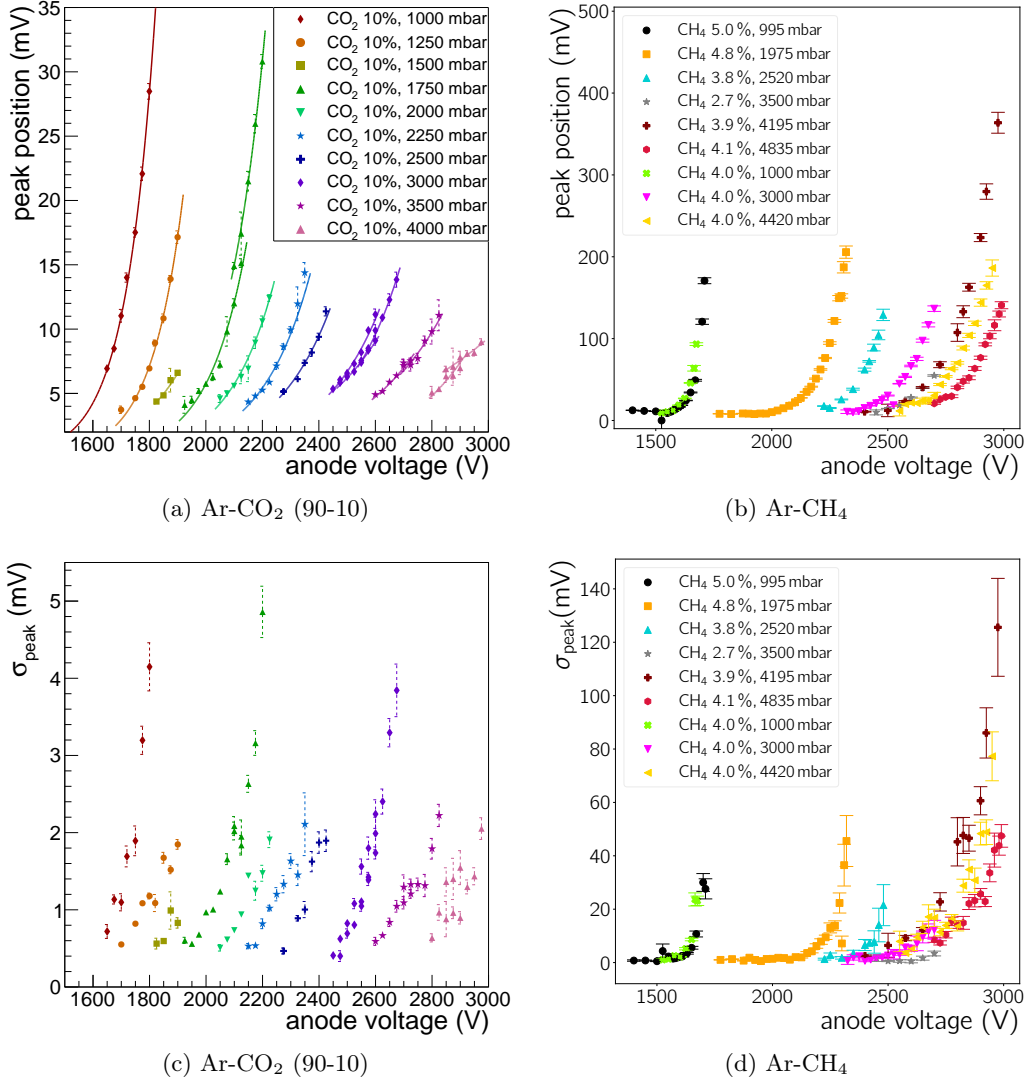 35
30
25
20
15
10
5
peak position (mV)
CO2 10%, 1000 mbar
CO2 10%, 1250 mbar
CO2 10%, 1500 mbar
CO2 10%, 1750 mbar
CO2 10%, 2000 mbar
CO2 10%, 2250 mbar
CO2 10%, 2500 mbar
CO2 10%, 3000 mbar
CO2 10%, 3500 mbar
CO2 10%, 4000 mbar
1600 1800 2000 2200 2400 2600 2800 3000
anode voltage (V)
(a) Ar-CO2 (90-10)
500
400
300
200
100
0
peak position (mV)
CH4 5.0 %, 995 mbar
CH4 4.8 %, 1975 mbar
CH4 3.8 %, 2520 mbar
CH4 2.7 %, 3500 mbar
CH4 3.9 %, 4195 mbar
CH4 4.1 %, 4835 mbar
CH4 4.0 %, 1000 mbar
CH4 4.0 %, 3000 mbar
CH4 4.0 %, 4420 mbar
1500 2000 2500 3000
anode voltage (V)
(b) Ar-CH4
5
4
3
2
1
0
σpeak (mV)
1600 1800 2000 2200 2400 2600 2800 3000
anode voltage (V)
(c) Ar-CO2 (90-10)
140
120
100
80
60
40
20
0
σpeak(mV)
CH4 5.0 %, 995 mbar
CH4 4.8 %, 1975 mbar
CH4 3.8 %, 2520 mbar
CH4 2.7 %, 3500 mbar
CH4 3.9 %, 4195 mbar
CH4 4.1 %, 4835 mbar
CH4 4.0 %, 1000 mbar
CH4 4.0 %, 3000 mbar
CH4 4.0 %, 4420 mbar
1500 2000 2500 3000
anode voltage (V)
(d) Ar-CH4